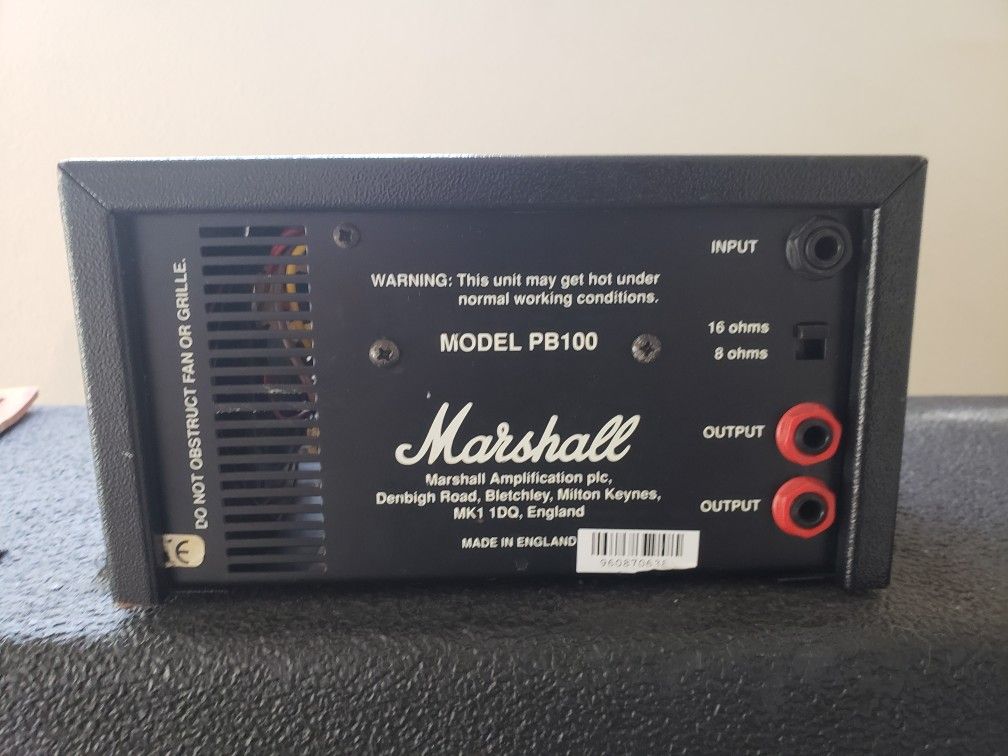 DO NOT OBSTRUCT FAN OR GRILLE.
WARNING: This unit may get hot under
normal working conditions.
MODEL PB100
Marshall
Marshall Amplification plc,
Denbigh Road, Bletchley, Milton Keynes,
MK1 1DQ, England
MADE IN ENGLAND
INPUT
16 ohms
8 ohms
OUTPUT
OUTPUT